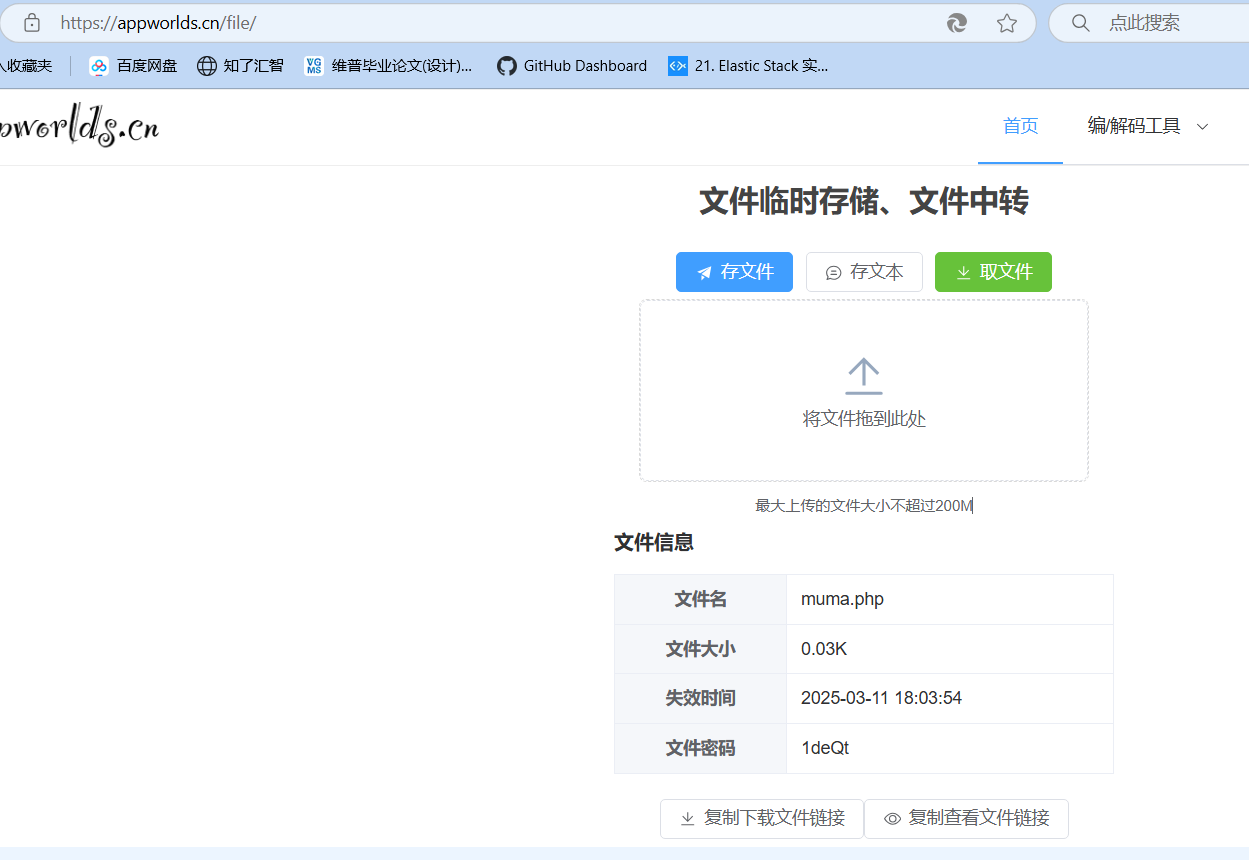 https://appworlds.cn/file/
点此搜索
入收藏夹
百度网盘
知了汇智
VG MS
维普毕业论文(设计)...
GitHub Dashboard
21. Elastic Stack 实...
pworlds.cn
首页
编/解码工具
文件临时存储、文件中转
存文件
存文本
取文件
将文件拖到此处
最大上传的文件大小不超过200M
文件信息
文件名 muma.php
文件大小 0.03K
失效时间 2025-03-11 18:03:54
文件密码 1deQt
复制下载文件链接
复制查看文件链接